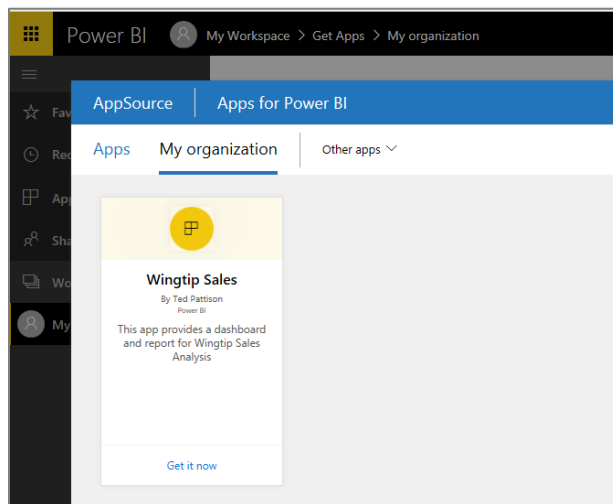 Power BI My Workspace > Get Apps > My organization
AppSource Apps for Power BI
Apps My organization Other apps
Fav
Rec
App
Sha
Wo
My
Wingtip Sales
By Ted Pattison
Power BI
This app provides a dashboard
and report for Wingtip Sales
Analysis
Get it now